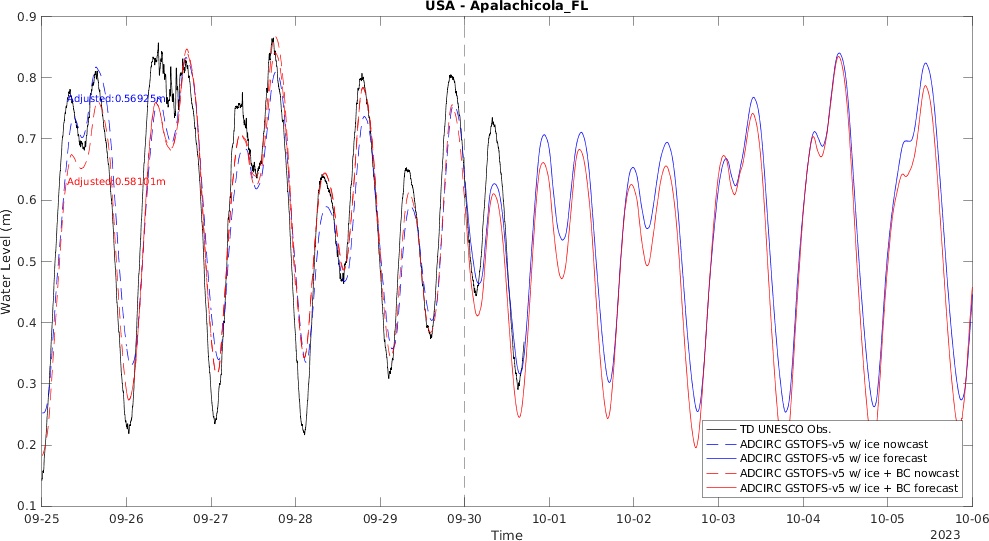 USA - Apalachicola_FL
0.9
0.8
0.7
0.6
0.5
0.4
0.3
0.2
0.1
Water Level (m)
Adjusted:0.56925m
Adjusted:0.58101m
TD UNESCO Obs.
ADCIRC GSTOFS-v5 w/ ice nowcast
ADCIRC GSTOFS-v5 w/ ice forecast
ADCIRC GSTOFS-v5 w/ ice + BC nowcast
ADCIRC GSTOFS-v5 w/ ice + BC forecast
09-25 09-26 09-27 09-28 09-29 09-30 10-01 10-02 10-03 10-04 10-05 10-06
Time
2023